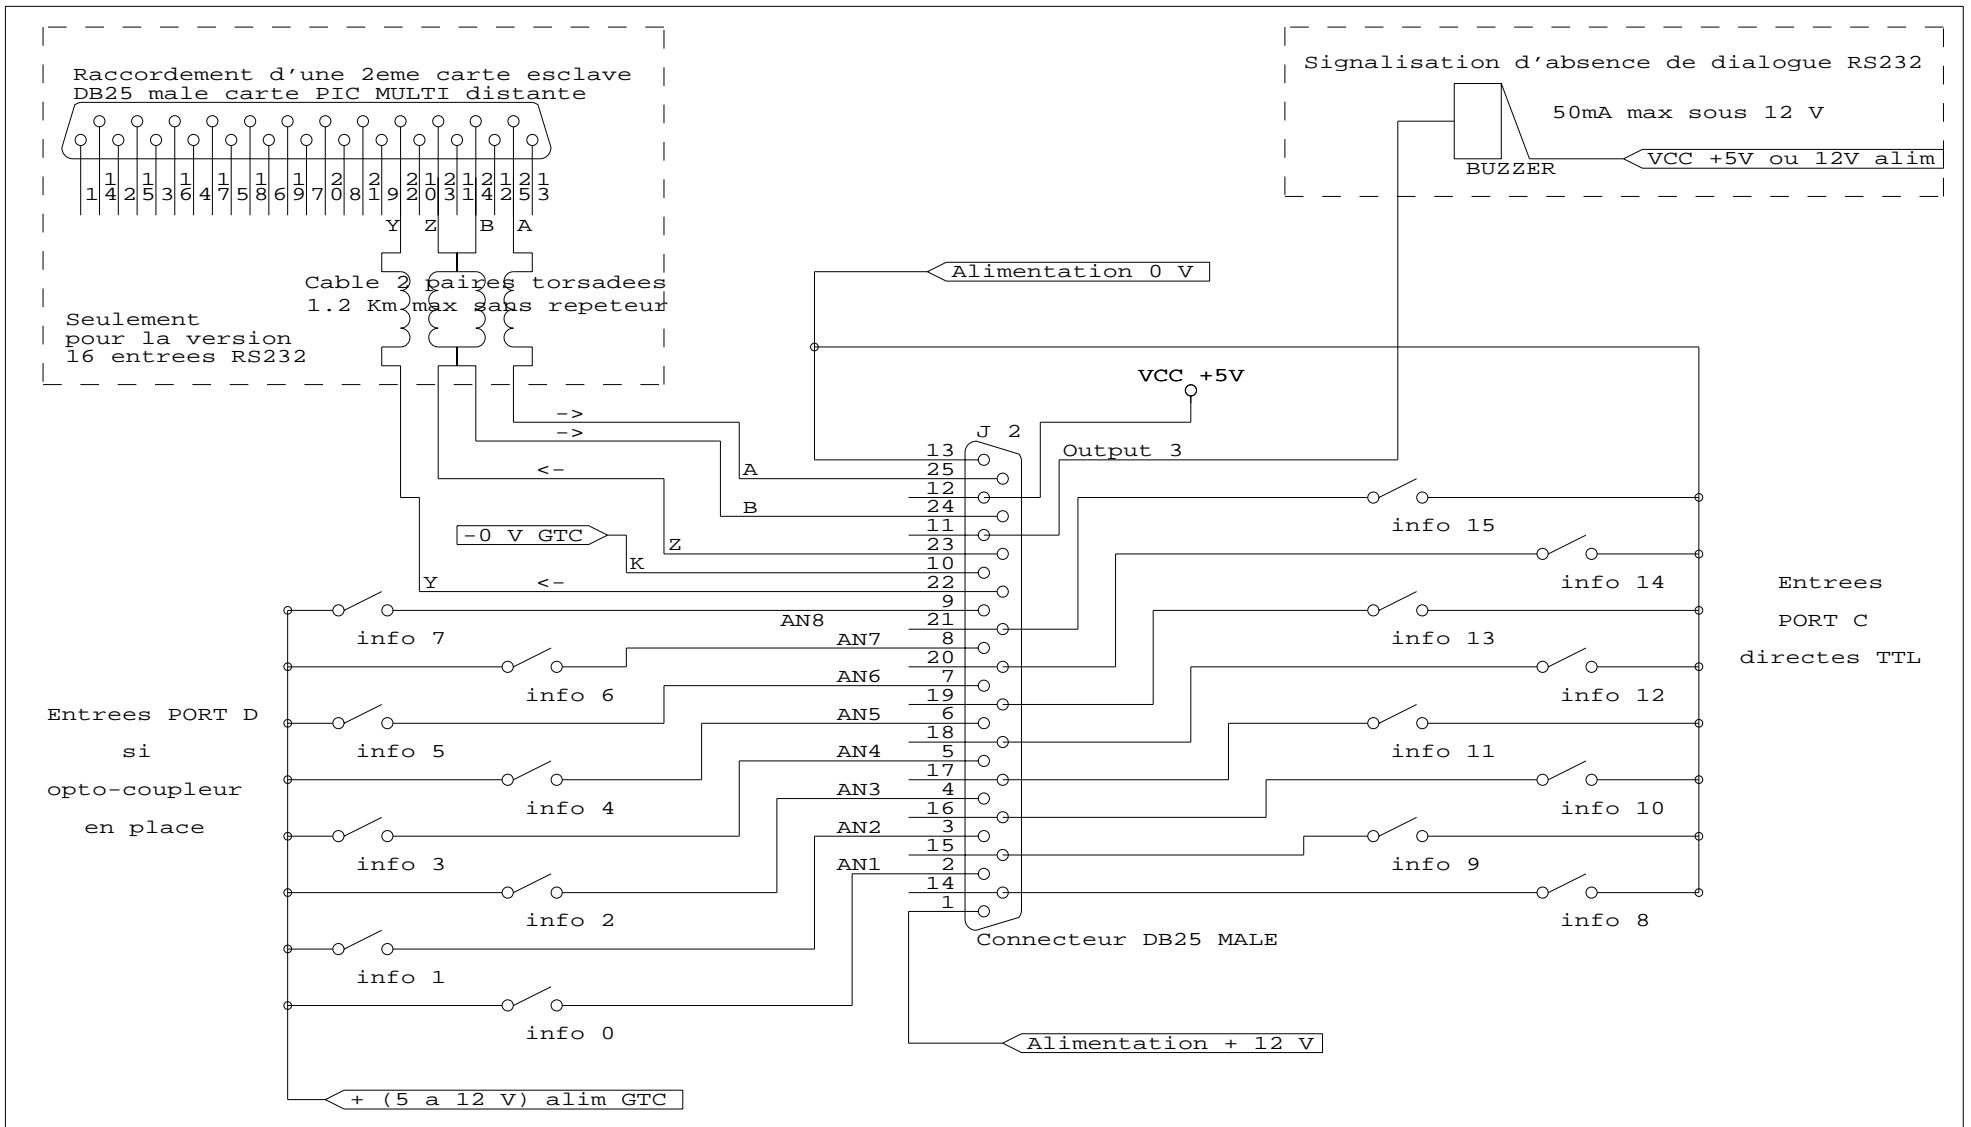 Raccordement d'une 2eme carte esclave
DB25 male carte PIC MULTI distante
1 14 2 15 3 16 4 17 5 18 6 19 7 20 8 21 9 22 10 23 11 24 12 25 13
Y Z B A
Cable 2 paires torsadees
1.2 Km max sans repeteur
Seulement
pour la version
16 entrees RS232
Signalisation d'absence de dialogue RS232
50mA max sous 12 V
VCC +5V ou 12V alim
BUZZER
Alimentation 0 V
VCC +5V
->
->
<-
<-
J 2
Output 3
13
25
12
24
11
23
10
22
9
21
8
20
7
19
6
18
5
17
4
16
3
15
2
14
1
A
B
Z
K
Y
-0 V GTC
AN8
AN7
AN6
AN5
AN4
AN3
AN2
AN1
info 7
info 6
info 5
info 4
info 3
info 2
info 1
info 0
Entrees PORT D
si
opto-coupleur
en place
info 15
info 14
info 13
info 12
info 11
info 10
info 9
info 8
Entrees
PORT C
directes TTL
Connecteur DB25 MALE
Alimentation + 12 V
+ (5 a 12 V) alim GTC